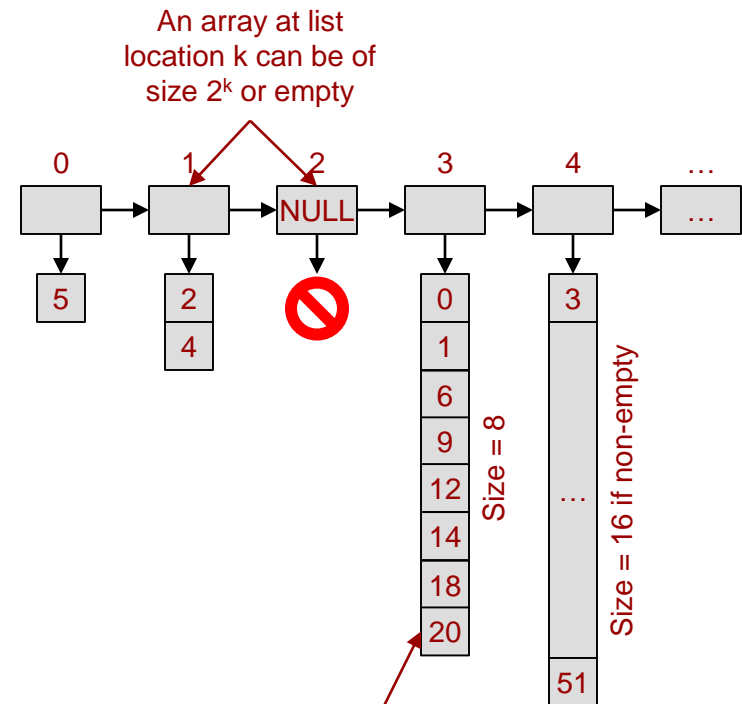 An array at list
location k can be of
size 2ᵏ or empty
0 1 2 3 4 …
NULL …
5
2
4
0
1
6
9
12
14
18
20
Size = 8
3
…
51
Size = 16 if non-empty